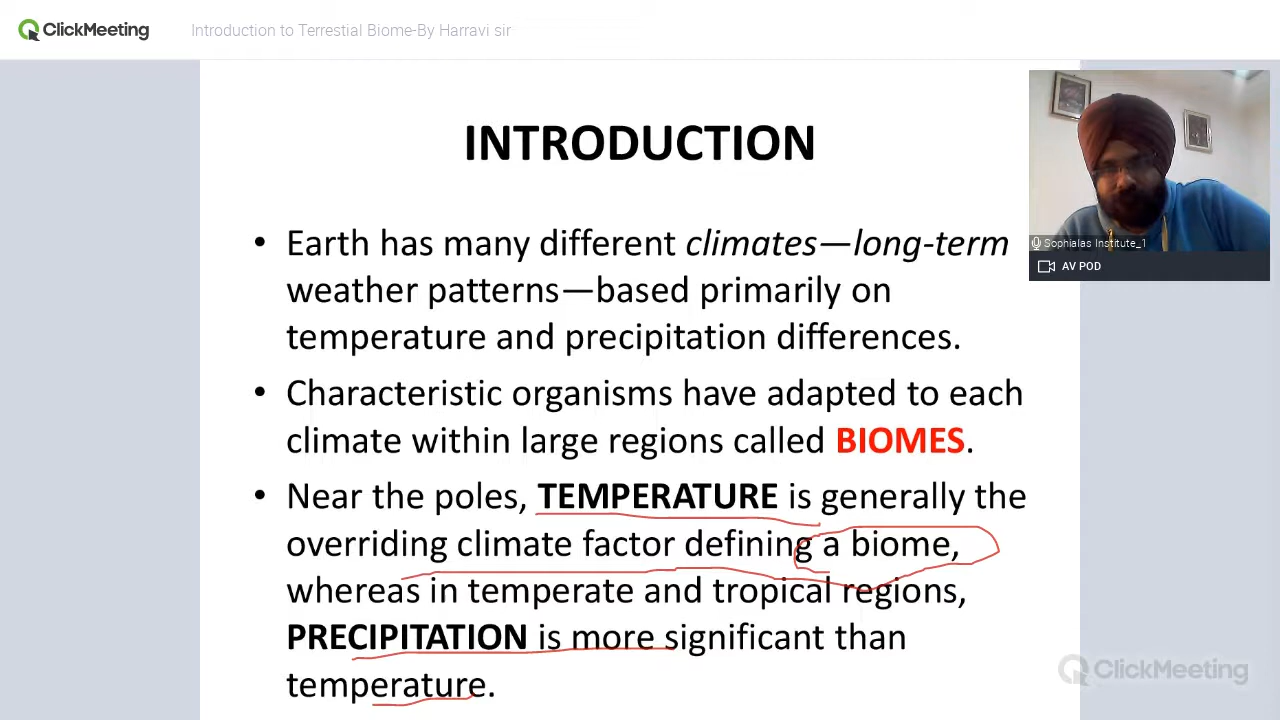 ClickMeeting
Introduction to Terrestial Biome-By Harravi sir
INTRODUCTION
• Earth has many different climates—long-term
weather patterns—based primarily on
temperature and precipitation differences.
• Characteristic organisms have adapted to each
climate within large regions called BIOMES.
• Near the poles, TEMPERATURE is generally the
overriding climate factor defining a biome,
whereas in temperate and tropical regions,
PRECIPITATION is more significant than
temperature.
Sophialas Institute_1
AV POD
ClickMeeting